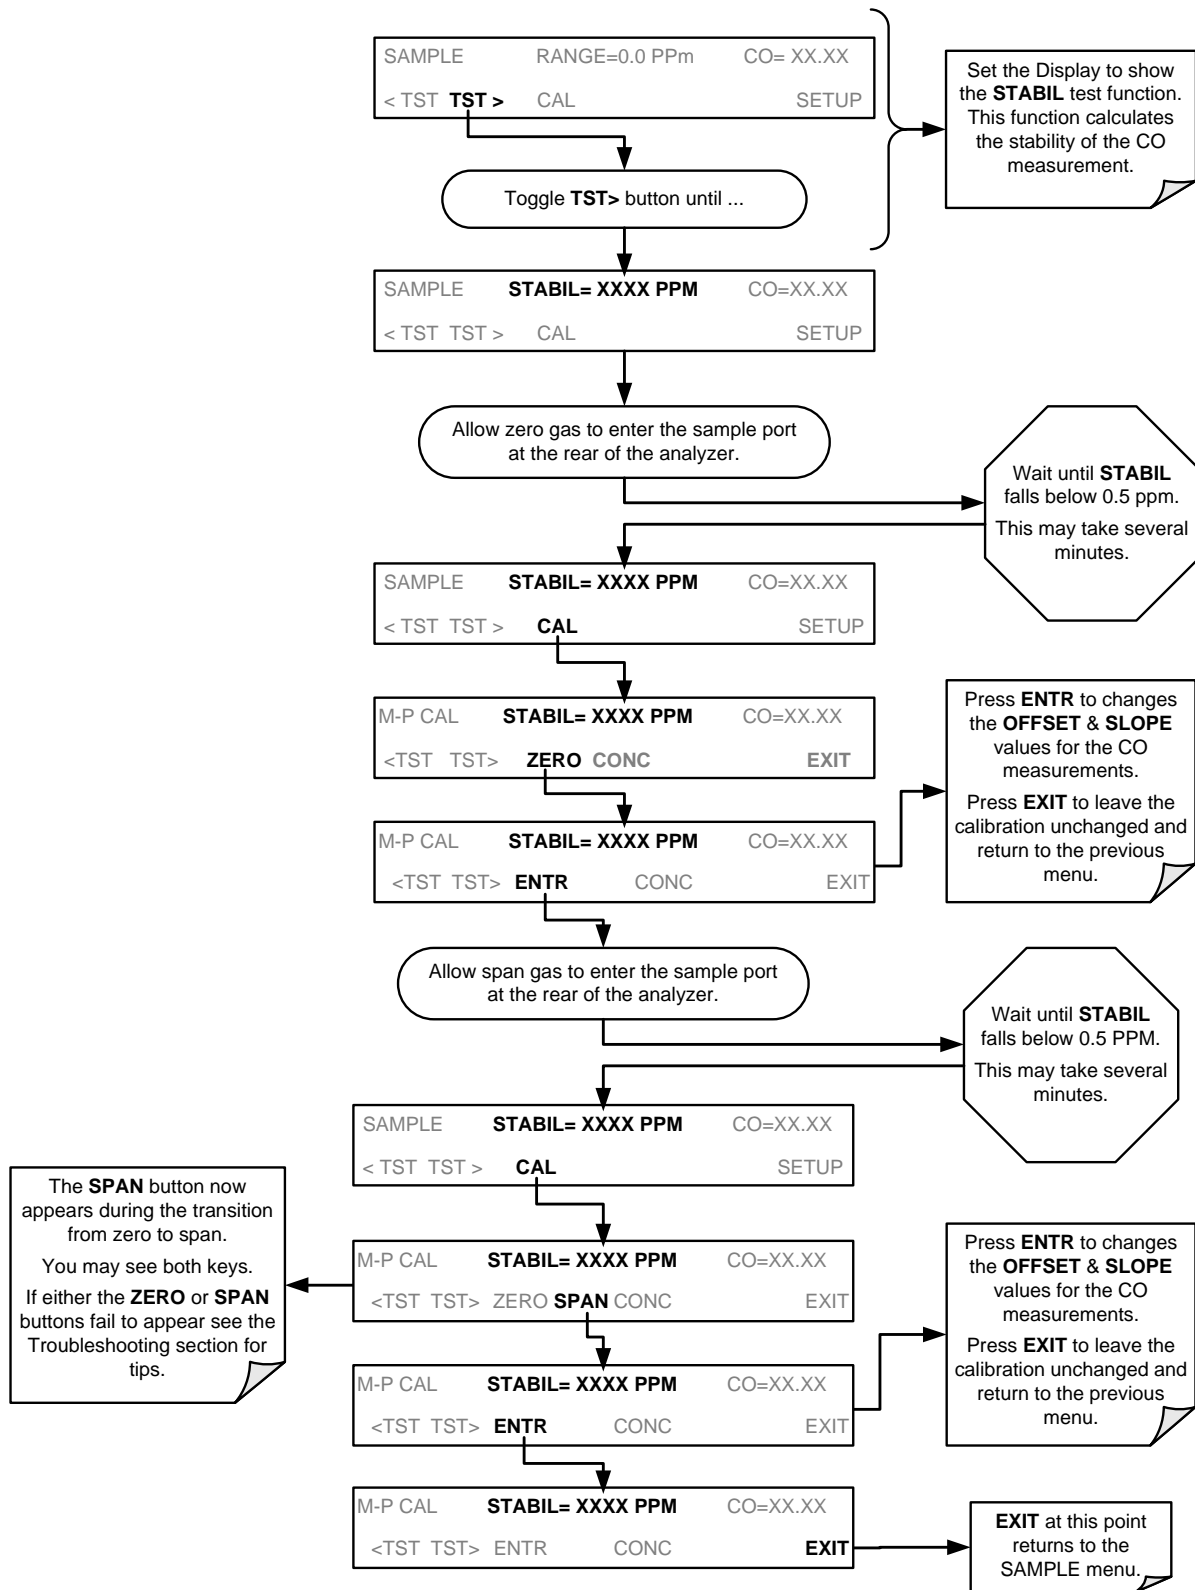 SAMPLE RANGE=0.0 PPm CO= XX.XX
< TST TST > CAL SETUP
Set the Display to show
the STABIL test function.
This function calculates
the stability of the CO
measurement.
Toggle TST> button until ...
SAMPLE STABIL= XXXX PPM CO=XX.XX
< TST TST > CAL SETUP
Allow zero gas to enter the sample port
at the rear of the analyzer.
Wait until STABIL
falls below 0.5 ppm.
This may take several
minutes.
SAMPLE STABIL= XXXX PPM CO=XX.XX
< TST TST > CAL SETUP
M-P CAL STABIL= XXXX PPM CO=XX.XX
<TST TST> ZERO CONC EXIT
M-P CAL STABIL= XXXX PPM CO=XX.XX
<TST TST> ENTR CONC EXIT
Press ENTR to changes
the OFFSET & SLOPE
values for the CO
measurements.
Press EXIT to leave the
calibration unchanged and
return to the previous
menu.
Allow span gas to enter the sample port
at the rear of the analyzer.
Wait until STABIL
falls below 0.5 PPM.
This may take several
minutes.
SAMPLE STABIL= XXXX PPM CO=XX.XX
< TST TST > CAL SETUP
The SPAN button now
appears during the transition
from zero to span.
You may see both keys.
If either the ZERO or SPAN
buttons fail to appear see the
Troubleshooting section for
tips.
M-P CAL STABIL= XXXX PPM CO=XX.XX
<TST TST> ZERO SPAN CONC EXIT
M-P CAL STABIL= XXXX PPM CO=XX.XX
<TST TST> ENTR CONC EXIT
Press ENTR to changes
the OFFSET & SLOPE
values for the CO
measurements.
Press EXIT to leave the
calibration unchanged and
return to the previous
menu.
M-P CAL STABIL= XXXX PPM CO=XX.XX
<TST TST> ENTR CONC EXIT
EXIT at this point
returns to the
SAMPLE menu.